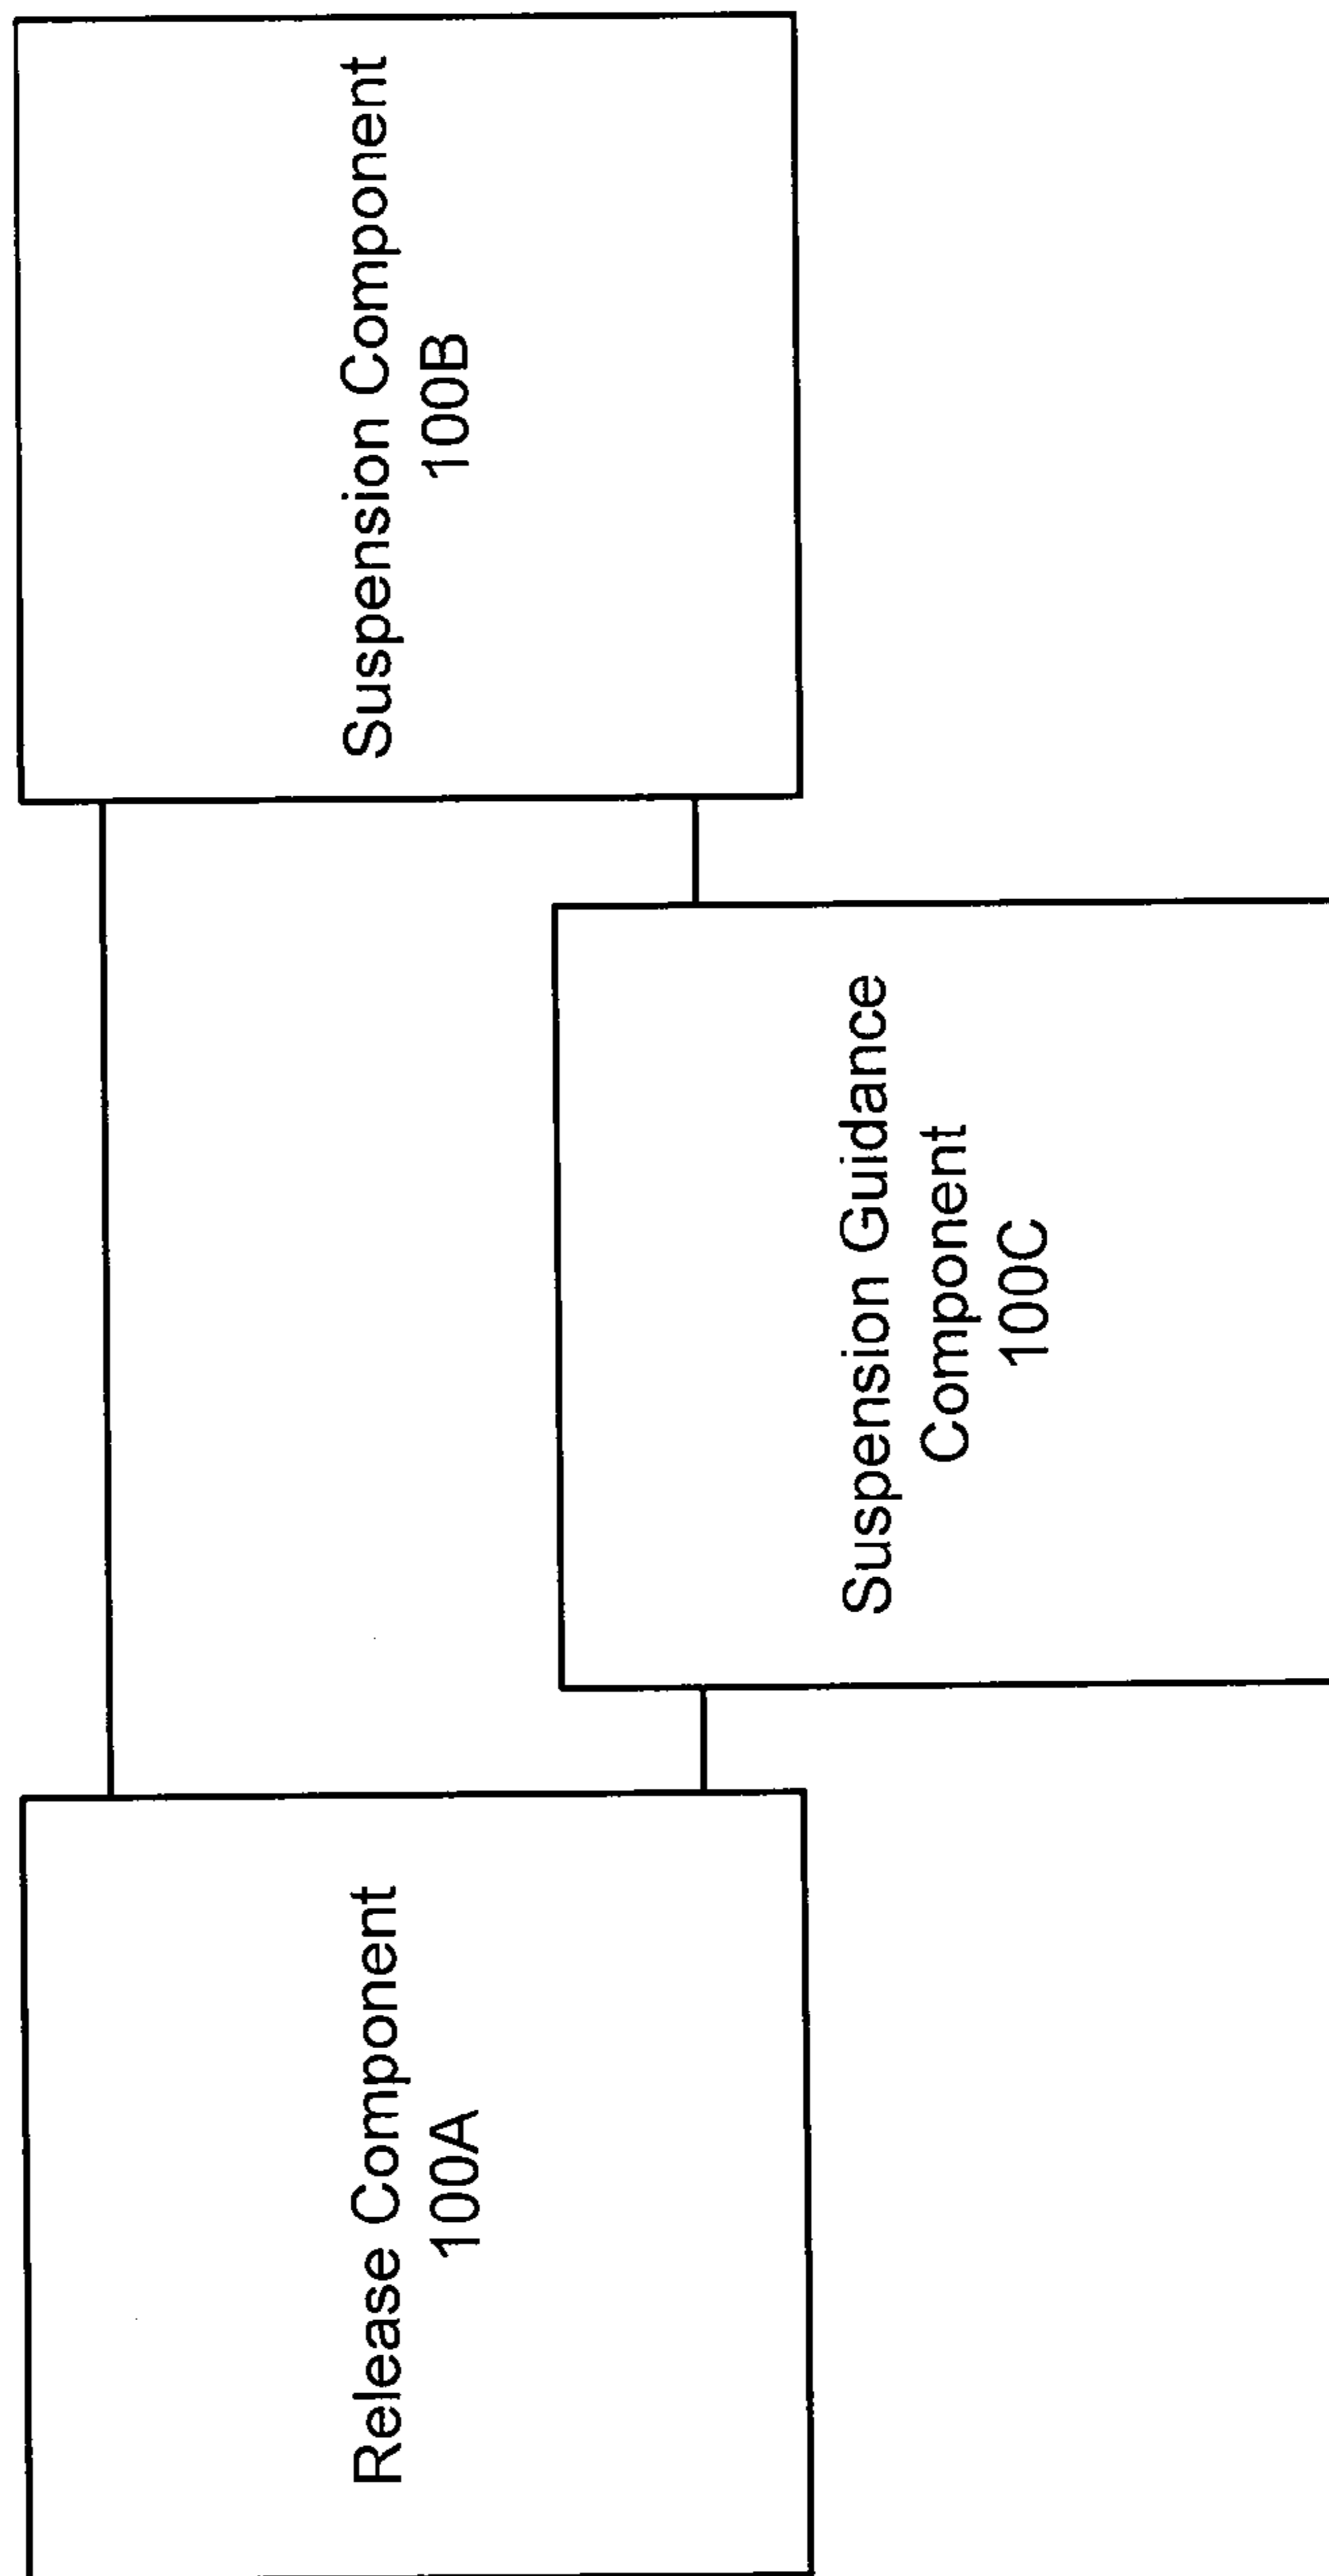 Release Component
100A
Suspension Component
100B
Suspension Guidance
Component
100C